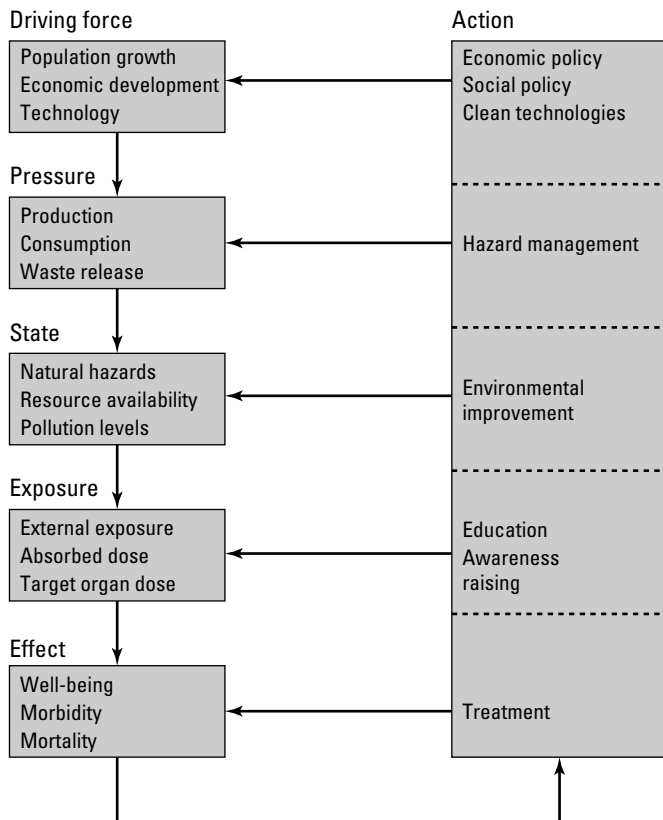 Driving force
Population growth
Economic development
Technology
Pressure
Production
Consumption
Waste release
State
Natural hazards
Resource availability
Pollution levels
Exposure
External exposure
Absorbed dose
Target organ dose
Effect
Well-being
Morbidity
Mortality
Action
Economic policy
Social policy
Clean technologies
Hazard management
Environmental
improvement
Education
Awareness
raising
Treatment